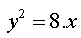 y² = 8.x